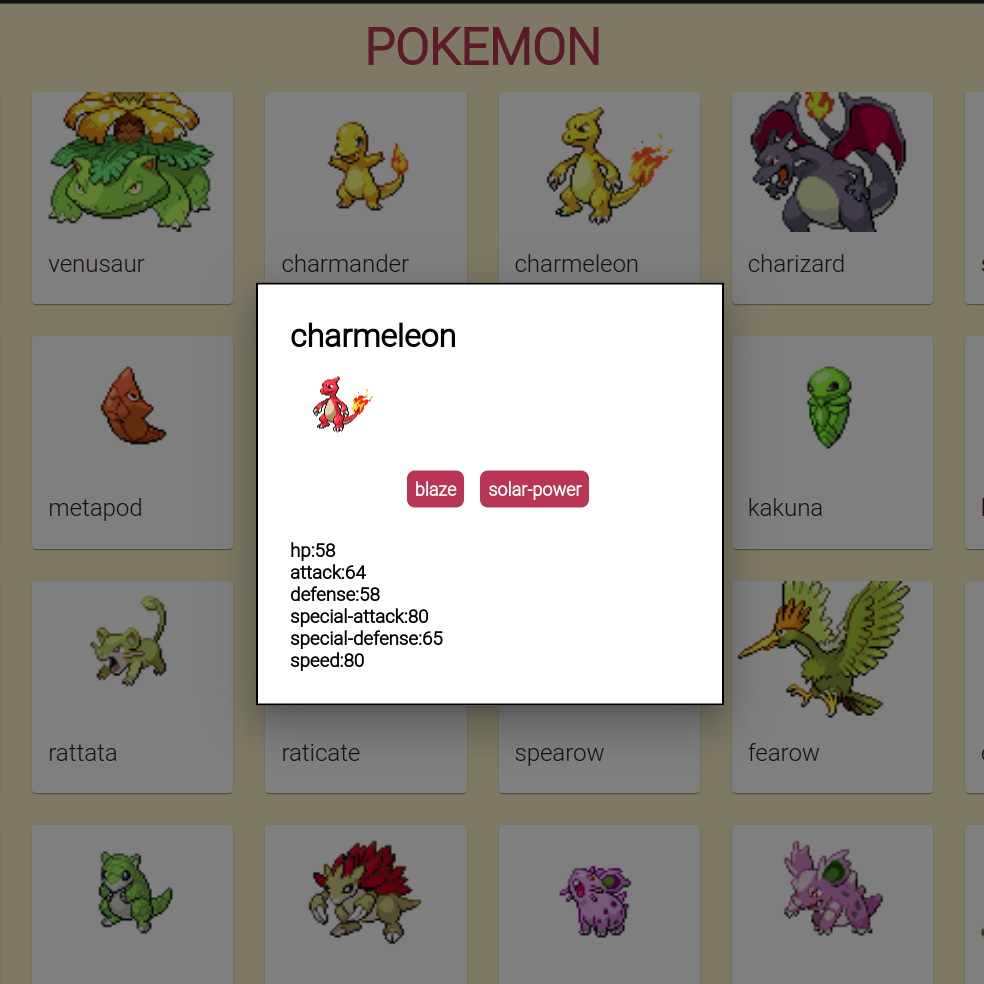 POKEMON
venusaur
charmander
charmeleon
charizard
charmeleon
blaze
solar-power
hp:58
attack:64
defense:58
special-attack:80
special-defense:65
speed:80
metapod
kakuna
rattata
raticate
spearow
fearow